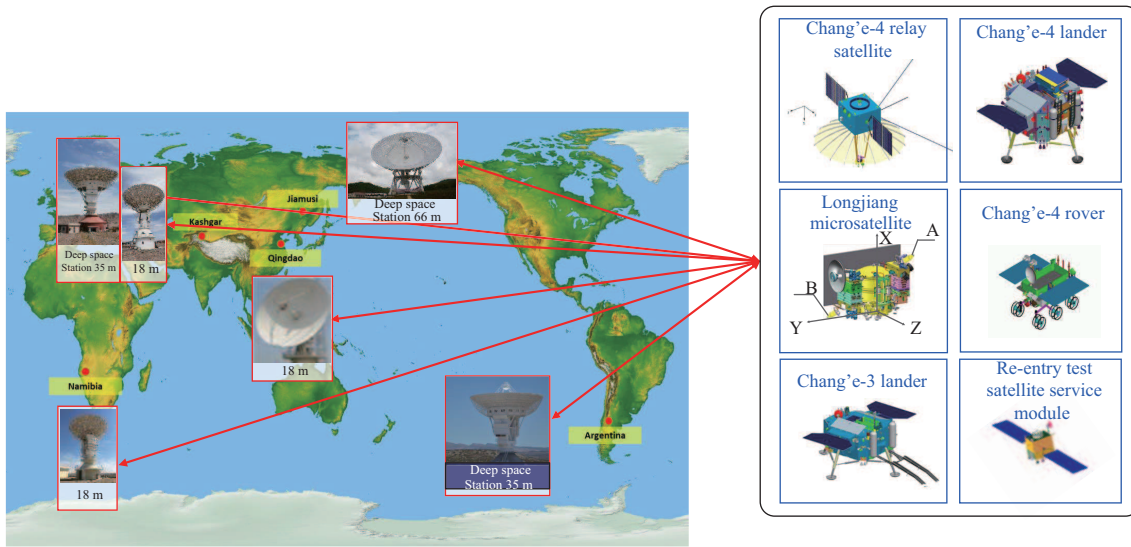 Deep space
Station 35 m
18 m
Kashgar
Jiamusi
Qingdao
Deep space
Station 66 m
18 m
Namibia
18 m
Deep space
Station 35 m
Argentina
Chang'e-4 relay
satellite
Chang'e-4 lander
Longjiang
microsatellite
X
A
B
Y
Z
Chang'e-4 rover
Chang'e-3 lander
Re-entry test
satellite service
module